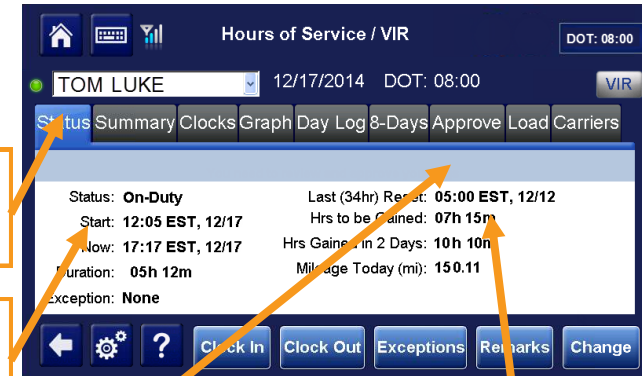 Hours of Service / VIR DOT: 08:00
TOM LUKE 12/17/2014 DOT: 08:00 VIR
Status Summary Clocks Graph Day Log 8-Days Approve Load Carriers
Status: On-Duty Last (34hr) Reset: 05:00 EST, 12/12
Start: 12:05 EST, 12/17 Hrs to be Gained: 07h 15m
Now: 17:17 EST, 12/17 Hrs Gained in 2 Days: 10h 10m
Duration: 05h 12m Mileage Today (mi): 150.11
Exception: None
? Clock In Clock Out Exceptions Remarks Change